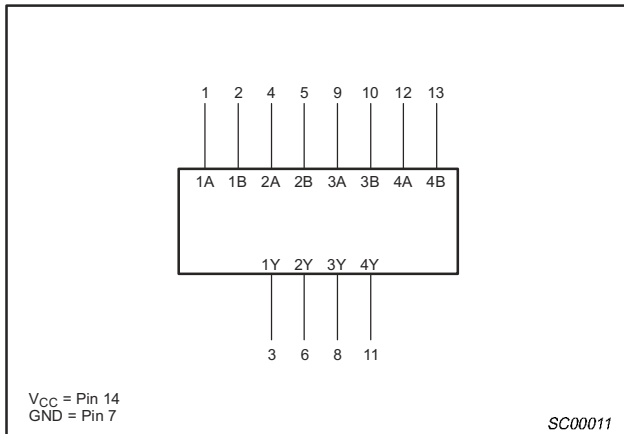 1 2 4 5 9 10 12 13
1A 1B 2A 2B 3A 3B 4A 4B
1Y 2Y 3Y 4Y
3 6 8 11
VCC = Pin 14
GND = Pin 7
SC00011